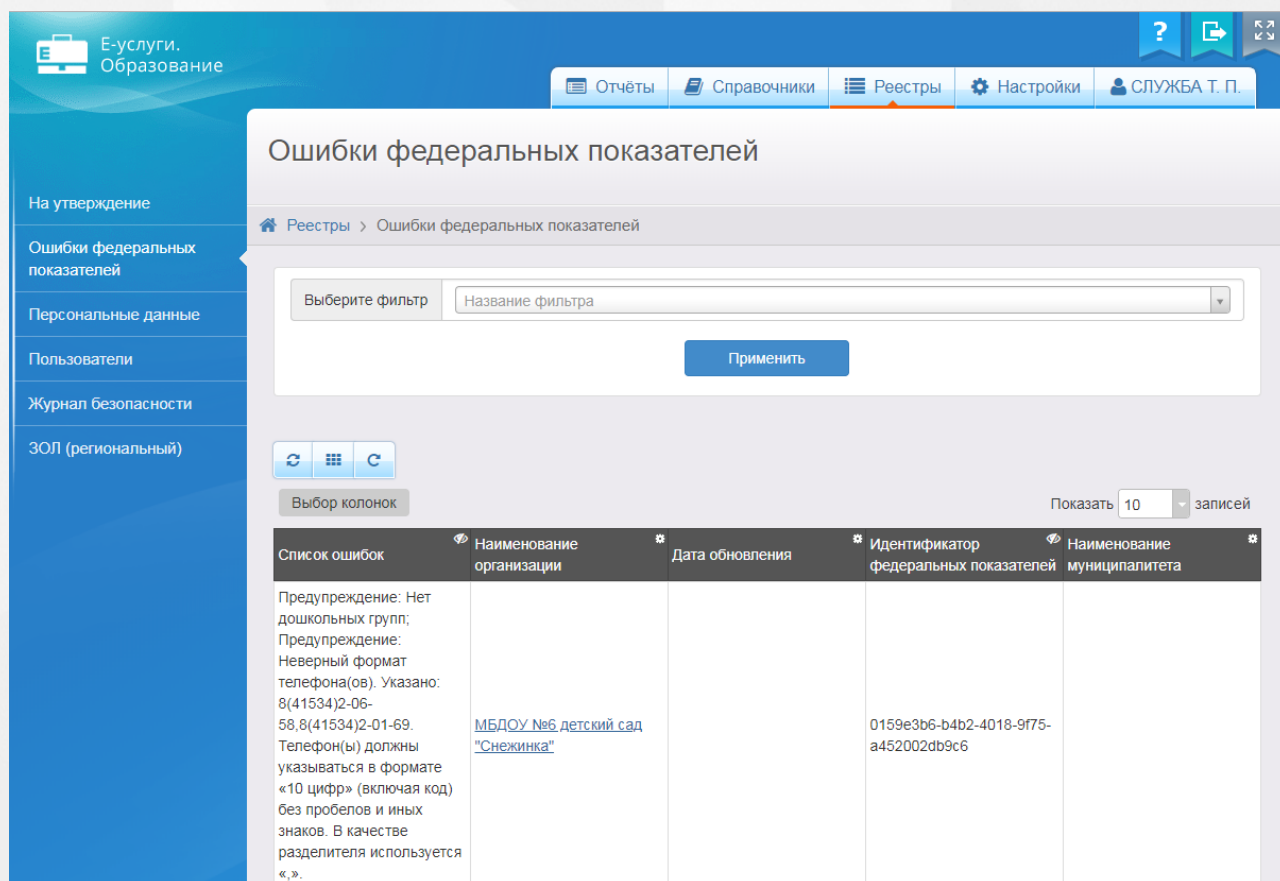 Е-услуги.
Образование
?
Отчёты
Справочники
Реестры
Настройки
СЛУЖБА Т. П.
Ошибки федеральных показателей
На утверждение
Ошибки федеральных
показателей
Персональные данные
Пользователи
Журнал безопасности
ЗОЛ (региональный)
Реестры > Ошибки федеральных показателей
Выберите фильтр
Название фильтра
Применить
Выбор колонок
Показать 10 записей
Список ошибок
Наименование
организации
Дата обновления
Идентификатор
федеральных показателей
Наименование
муниципалитета
Предупреждение: Нет
дошкольных групп;
Предупреждение:
Неверный формат
телефона(ов). Указано:
8(41534)2-06-
58,8(41534)2-01-69.
Телефон(ы) должны
указываться в формате
«10 цифр» (включая код)
без пробелов и иных
знаков. В качестве
разделителя используется
«,».
МБДОУ №6 детский сад
"Снежинка"
0159e3b6-b4b2-4018-9f75-
a452002db9c6